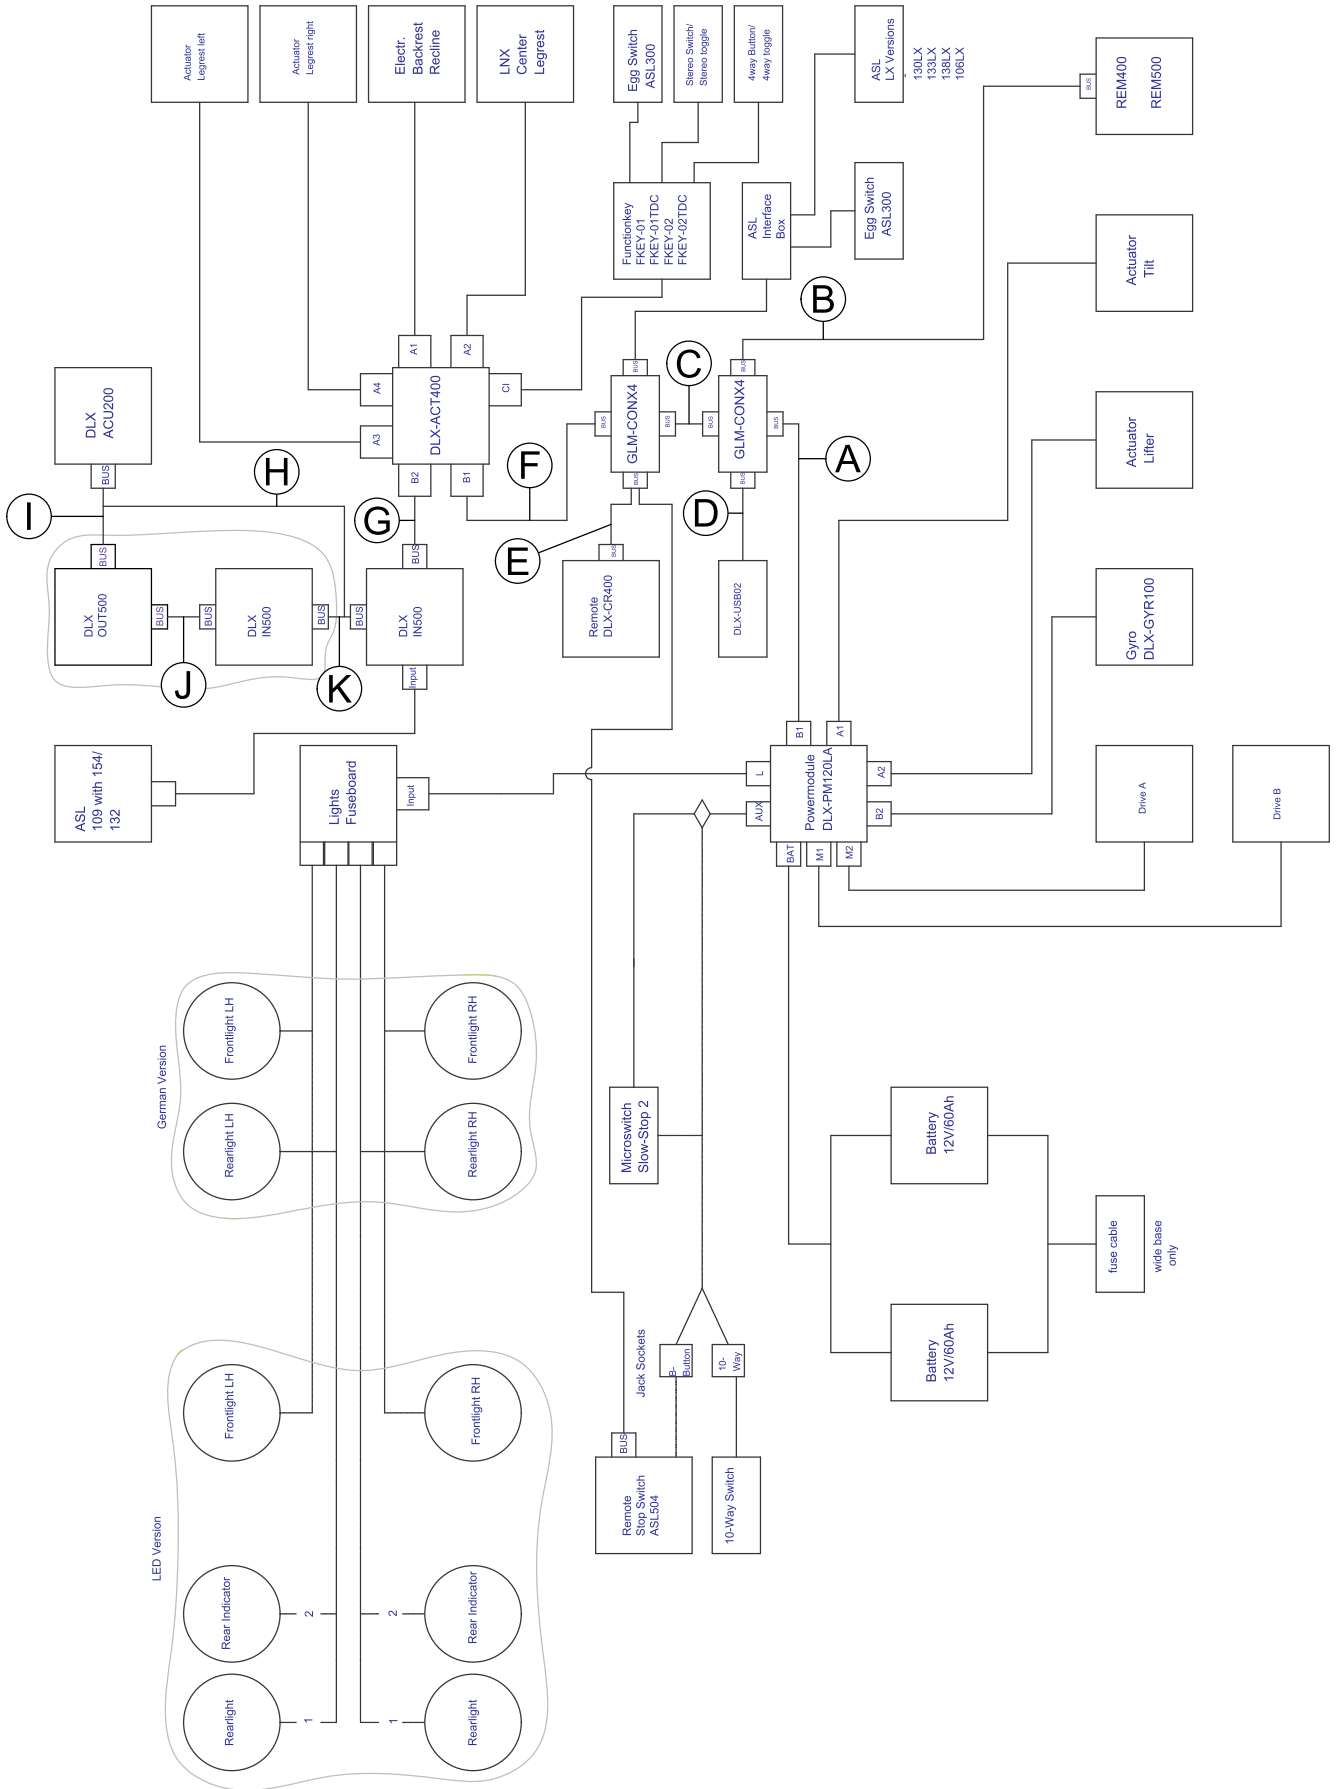 Actuator
Legrest left
Actuator
Legrest right
Electr.
Backrest
Recline
LNX
Center
Legrest
Egg Switch
ASL300
Stereo Switch/
Stereo toggle
4way Button/
4way toggle
ASL
LX Versions
130LX
133LX
138LX
106LX
BUS
REM400
REM500
Functionkey
FKEY-01
FKEY-01TDC
FKEY-02
FKEY-02TDC
ASL
Interface
Box
Egg Switch
ASL300
Actuator
Tilt
B
DLX
ACU200
BUS
A1
A2
A4
A3
CI
B2
B1
DLX-ACT400
BUS
BUS
BUS
BUS
GLM-CONX4
C
BUS
BUS
BUS
BUS
GLM-CONX4
A
Actuator
Lifter
H
I
F
G
D
E
BUS
DLX
OUT500
BUS
BUS
DLX
IN500
BUS
BUS
BUS
DLX
IN500
Input
J
K
BUS
Remote
DLX-CR400
DLX-USB02
Gyro
DLX-GYR100
ASL
109 with 154/
132
Lights
Fuseboard
Input
B1
A1
L
AUX
A2
B2
BAT
M1
M2
Powermodule
DLX-PM120LA
Drive A
Drive B
German Version
Frontlight LH
Frontlight RH
Rearlight LH
Rearlight RH
Microswitch
Slow-Stop 2
Battery
12V/60Ah
Battery
12V/60Ah
fuse cable
wide base
only
Jack Sockets
B-
Button
10-
Way
BUS
Remote
Stop Switch
ASL504
10-Way Switch
LED Version
Frontlight LH
Frontlight RH
Rear Indicator
2
2
Rear Indicator
Rearlight
1
1
Rearlight